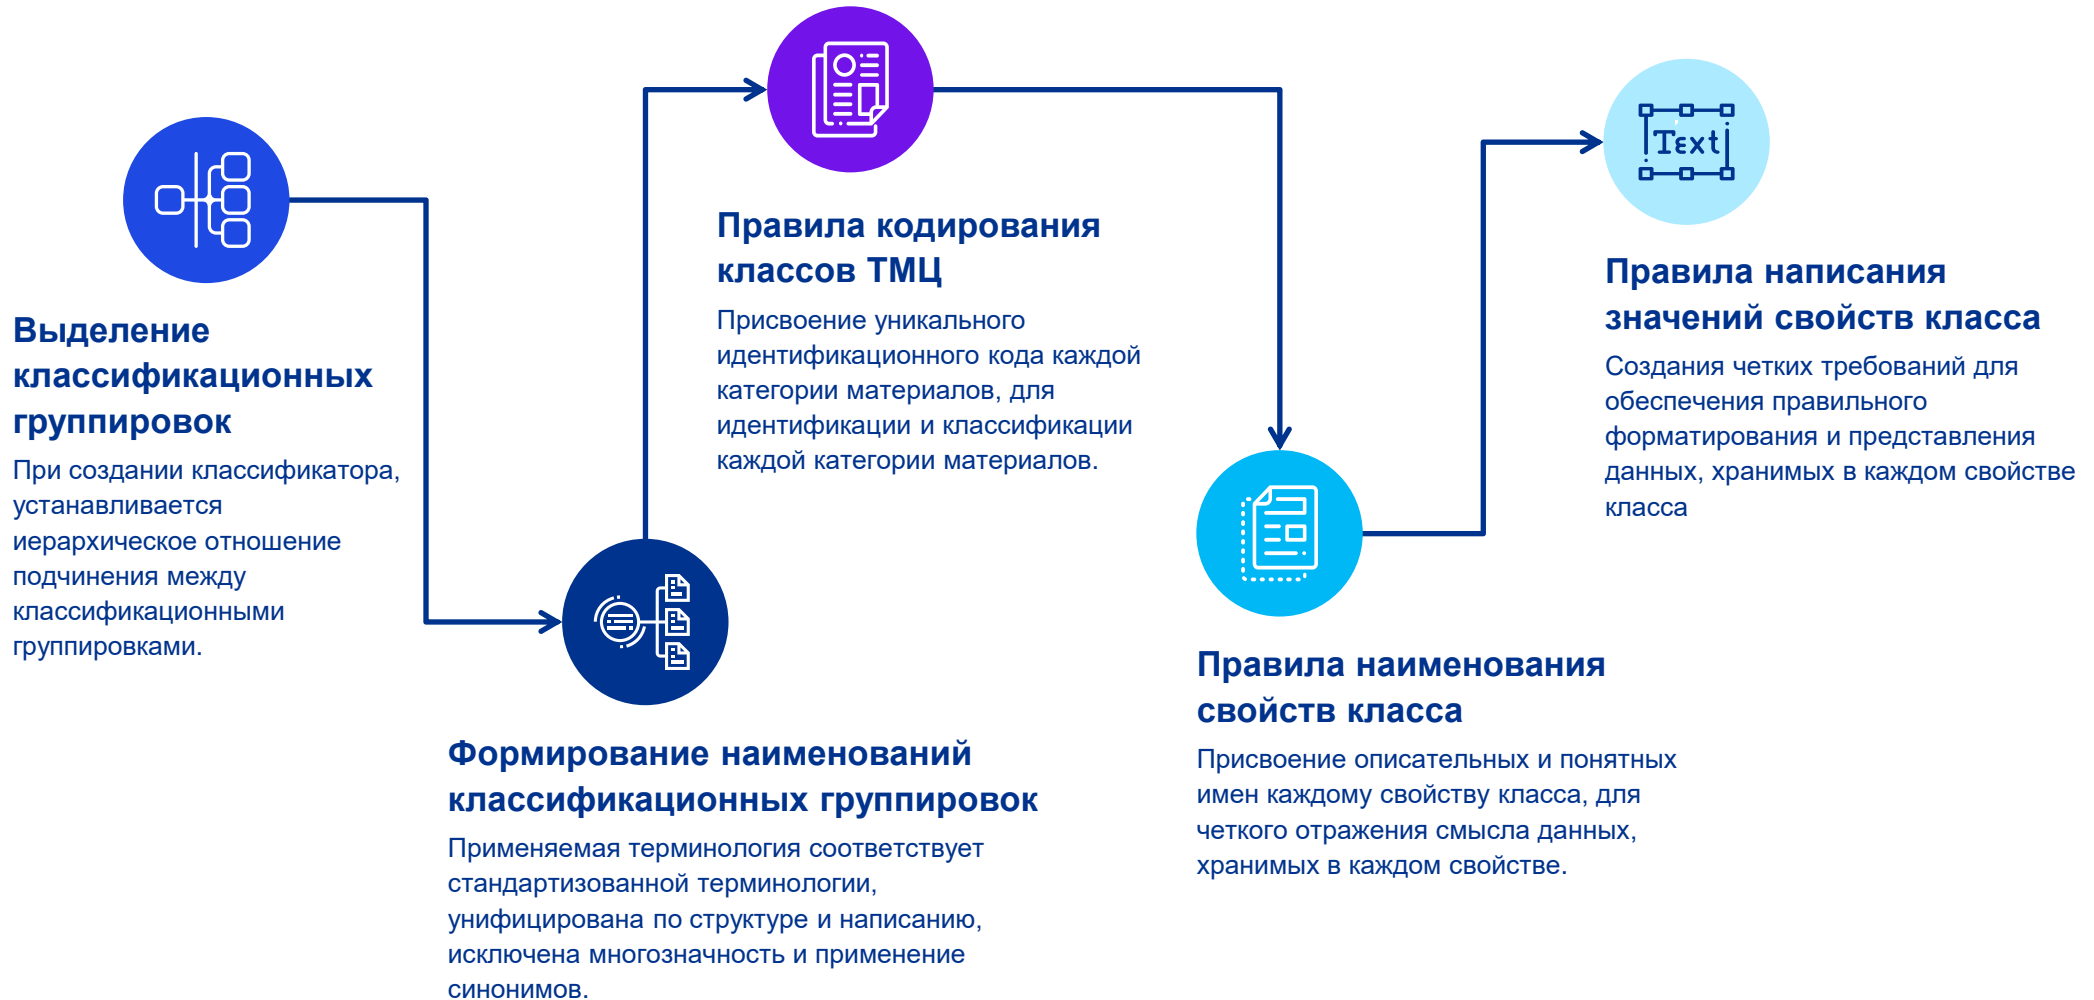 Выделение
классификационных
группировок
При создании классификатора,
устанавливается
иерархическое отношение
подчинения между
классификационными
группировками.
Формирование наименований
классификационных группировок
Применяемая терминология соответствует
стандартизованной терминологии,
унифицирована по структуре и написанию,
исключена многозначность и применение
синонимов.
Правила кодирования
классов ТМЦ
Присвоение уникального
идентификационного кода каждой
категории материалов, для
идентификации и классификации
каждой категории материалов.
Правила наименования
свойств класса
Присвоение описательных и понятных
имен каждому свойству класса, для
четкого отражения смысла данных,
хранимых в каждом свойстве.
Text
Правила написания
значений свойств класса
Создания четких требований для
обеспечения правильного
форматирования и представления
данных, хранимых в каждом свойстве
класса